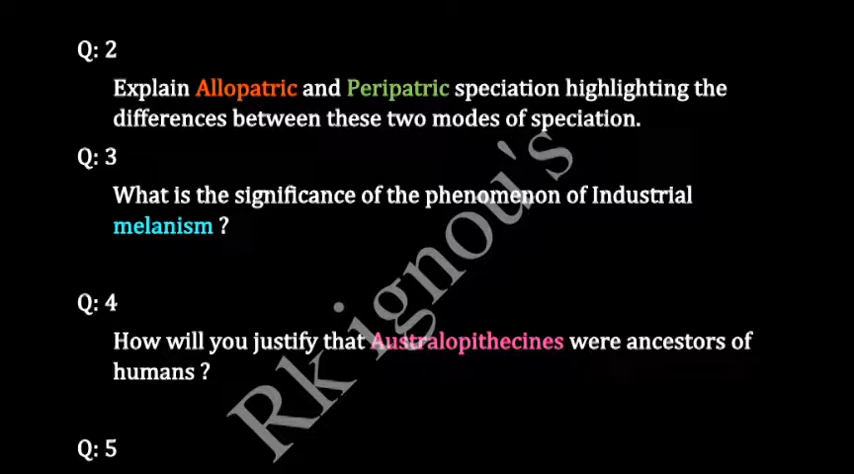 Q: 2
Explain Allopatric and Peripatric speciation highlighting the
differences between these two modes of speciation.
Q: 3
What is the significance of the phenomenon of Industrial
melanism ?
Q: 4
How will you justify that Australopithecines were ancestors of
humans ?
Q: 5
Rk ignou's